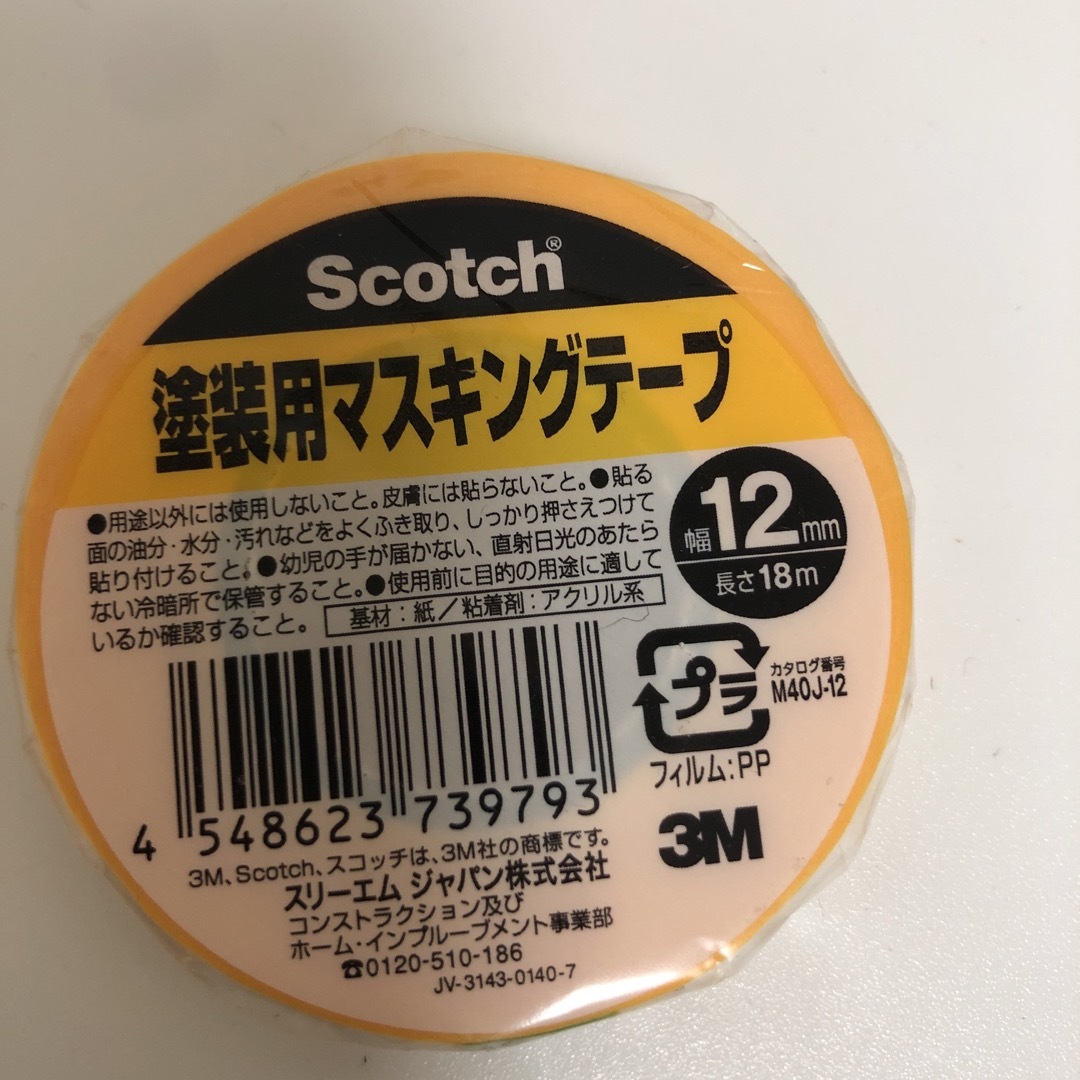 Scotch®
塗装用マスキングテープ
●用途以外には使用しないこと。皮膚には貼らないこと。●貼る
面の油分・水分・汚れなどをよくふき取り、しっかり押さえつけて
貼り付けること。●幼児の手が届かない、直射日光のあたら
ない冷暗所で保管すること。●使用前に目的の用途に適して
いるか確認すること。
基材：紙／粘着剤：アクリル系
幅12mm
長さ18m
プラ
カタログ番号
M40J-12
フィルム：PP
3M
4 548623 739793
3M、Scotch、スコッチは、3M社の商標です。
スリーエム ジャパン株式会社
コンストラクション及び
ホーム・インプルーブメント事業部
☎0120-510-186
JV-3143-0140-7